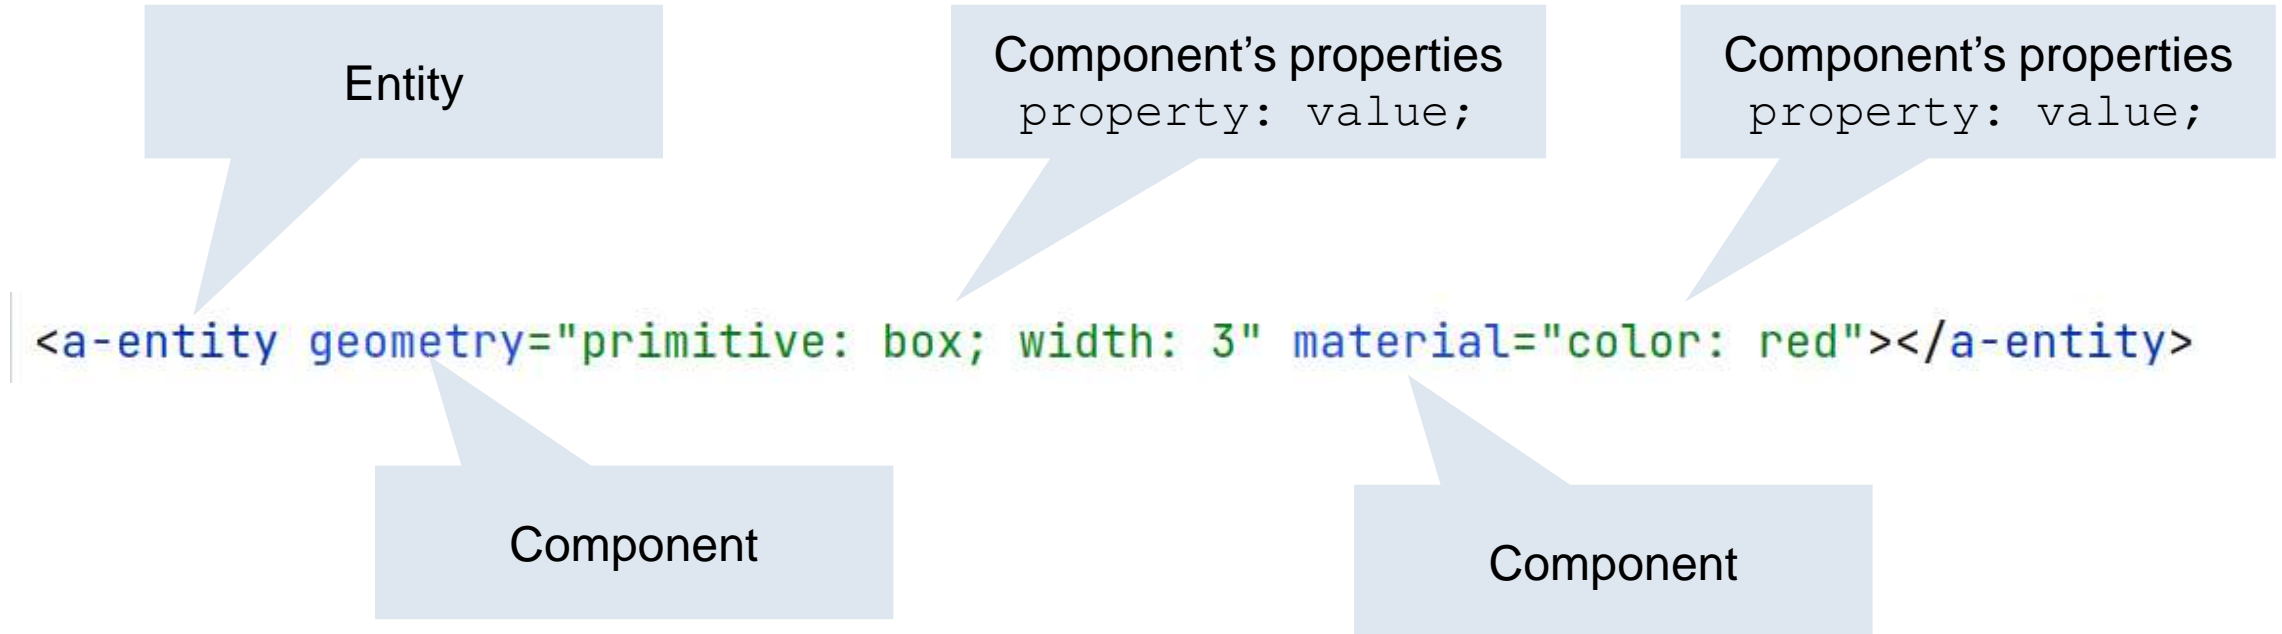 Entity
Component's properties
property: value;
Component’s properties
property: value;
<a-entity geometry="primitive: box; width: 3" material="color: red"></a-entity>
Component
Component